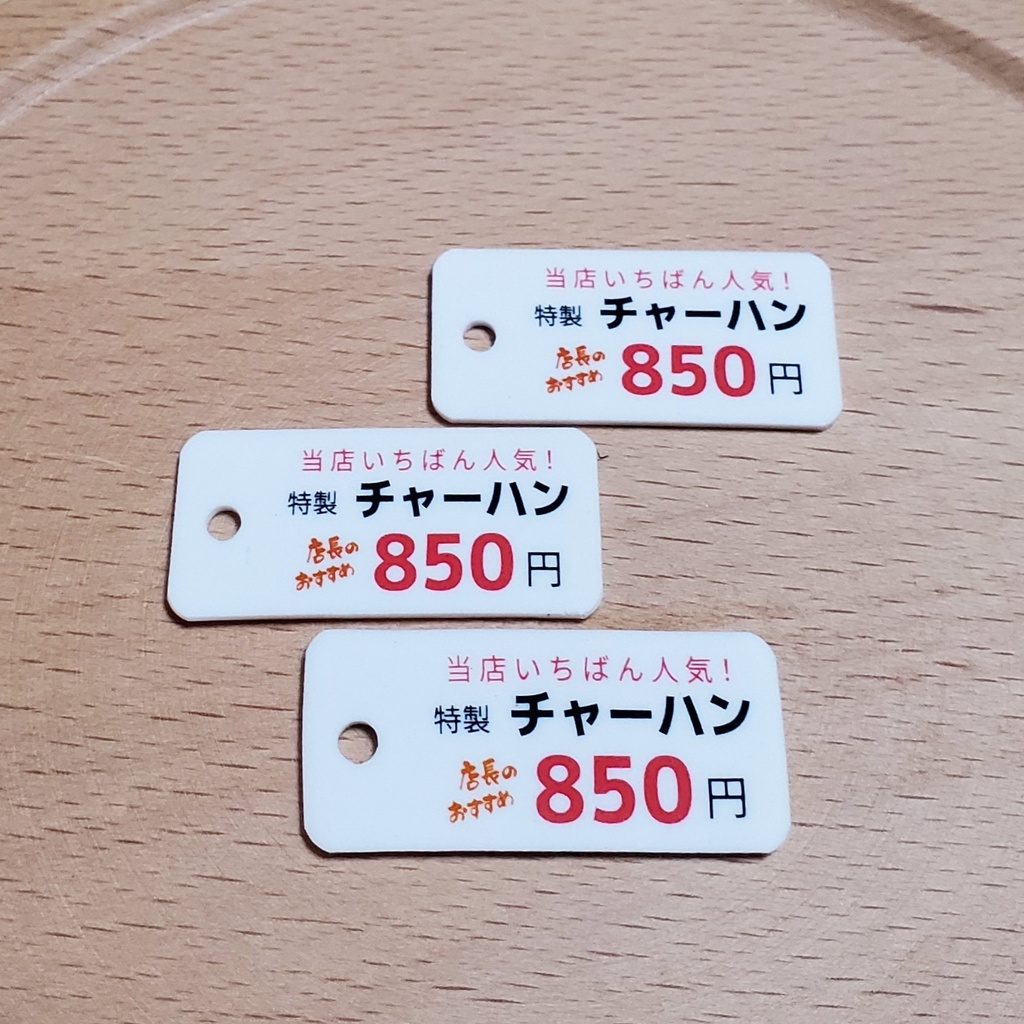 当店いちばん人気!
特製 チャーハン
店長の
おすすめ
850円
当店いちばん人気!
特製 チャーハン
店長の
おすすめ
850円
当店いちばん人気!
特製 チャーハン
店長の
おすすめ
850円